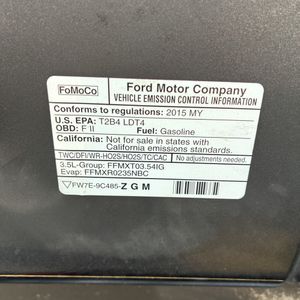 FoMoCo
Ford Motor Company
VEHICLE EMISSION CONTROL INFORMATION
Conforms to regulations: 2015 MY
U.S. EPA: T2B4 LDT4
OBD: F II Fuel: Gasoline
California: Not for sale in states with
California emissions standards.
TWC/DFI/WR-HO2S/HO2S/TC/CAC No adjustments needed.
3.5L-Group: FFMXT03.54IG
Evap: FFMXR0235NBC
FW7E-9C485-ZGM